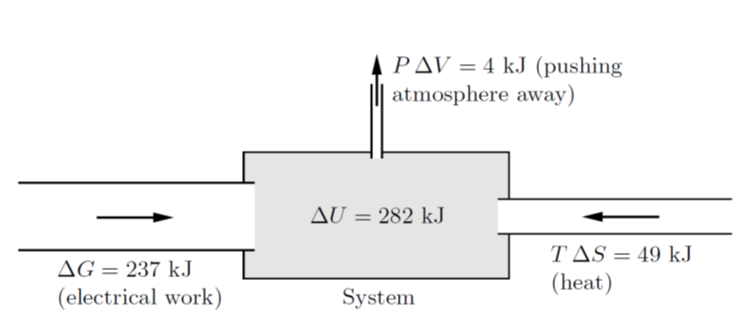 P ΔV = 4 kJ (pushing
atmosphere away)
ΔU = 282 kJ
ΔG = 237 kJ
(electrical work)
T ΔS = 49 kJ
(heat)
System